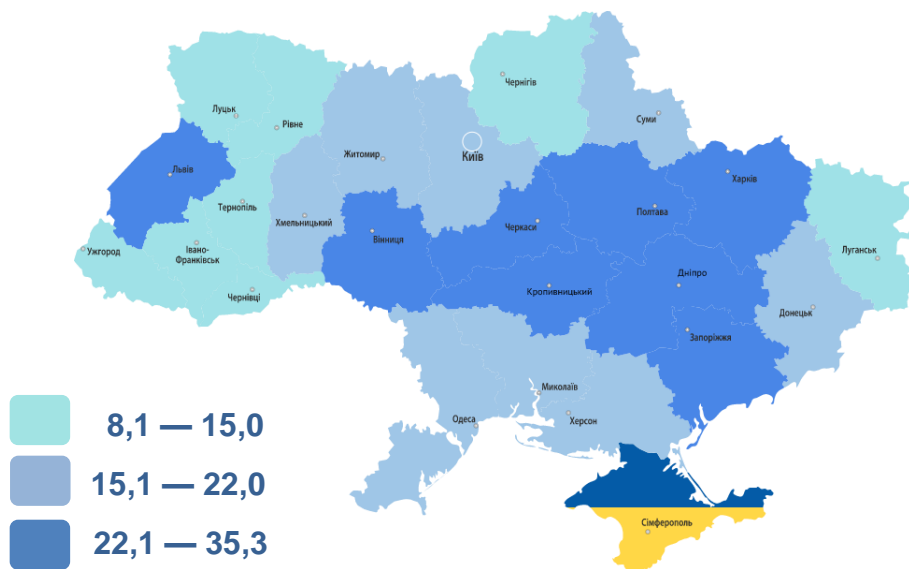 Чернігів
Луцьк
Рівне
Суми
Київ
Житомир
Львів
Харків
Тернопіль
Полтава
Хмельницький
Черкаси
Вінниця
Ужгород
Івано-
Франківськ
Луганськ
Дніпро
Чернівці
Кропивницький
Донецьк
Запоріжжя
Миколаїв
Одеса
Херсон
8,1 — 15,0
15,1 — 22,0
22,1 — 35,3
Сімферополь